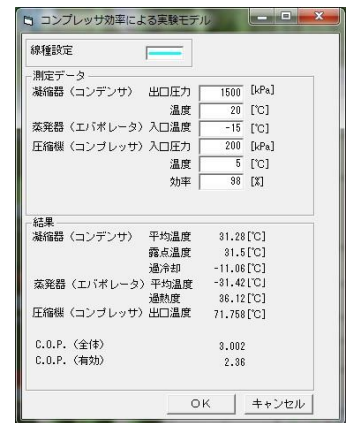 コンプレッサ効率による実験モデル
線種設定
測定データ
凝縮器（コンデンサ） 出口圧力 1500 [kPa]
温度 20 [℃]
蒸発器（エバポレータ）入口温度 -15 [℃]
圧縮機（コンプレッサ）入口圧力 200 [kPa]
温度 5 [℃]
効率 98 [%]
結果
凝縮器（コンデンサ） 平均温度 31.28[℃]
露点温度 31.5[℃]
過冷却 -11.06[℃]
蒸発器（エバポレータ）平均温度 -31.42[℃]
過熱度 36.12[℃]
圧縮機（コンプレッサ）出口温度 71.758[℃]
C.O.P.（全体） 3.002
C.O.P.（有効） 2.36
OK キャンセル